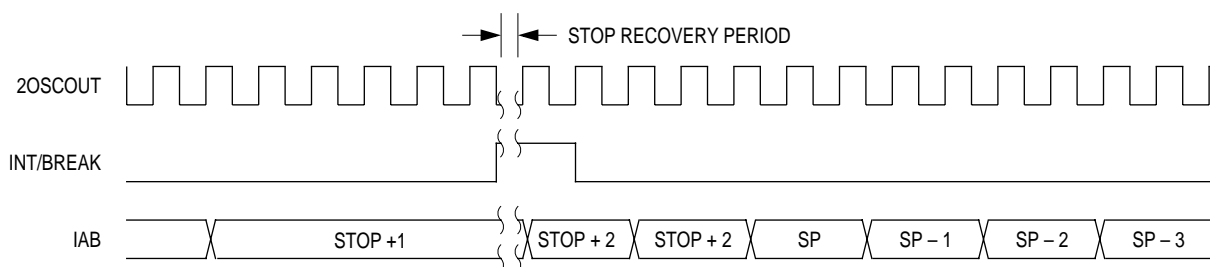 STOP RECOVERY PERIOD
2OSCOUT
INT/BREAK
IAB STOP +1 STOP + 2 STOP + 2 SP SP – 1 SP – 2 SP – 3